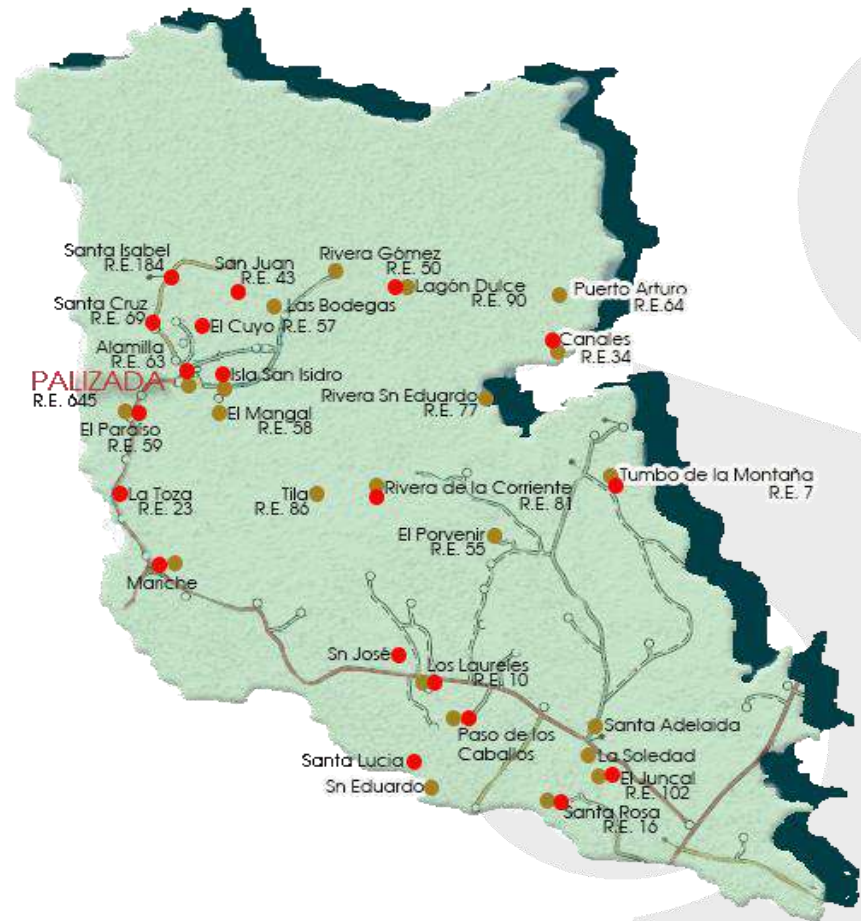 Santa Isabel
R.E.184
San Juan
R.E. 43
Rivera Gómez
R.E. 50
Lagón Dulce
R.E. 90
Puerto Arturo
R.E.64
Santa Cruz
R.E. 69
El Cuyo
Las Bodegas
R.E. 57
Canales
R.E.34
Alamilla
R.E. 63
PALIZADA
R.E. 645
Isla San Isidro
Rivera Sn Eduardo
R.E. 77
El Paraíso
R.E. 59
El Mangal
R.E. 58
La Toza
R.E. 23
Tila
R.E. 86
Rivera de la Corriente
R.E. 81
Tumbo de la Montaña
R.E. 7
El Porvenir
R.E. 55
Mariche
Sn José
Los Laureles
R.E. 10
Paso de los
Caballos
Santa Adelaida
Santa Lucia
La Soledad
Sn Eduardo
El Juncal
R.E. 102
Santa Rosa
R.E. 16